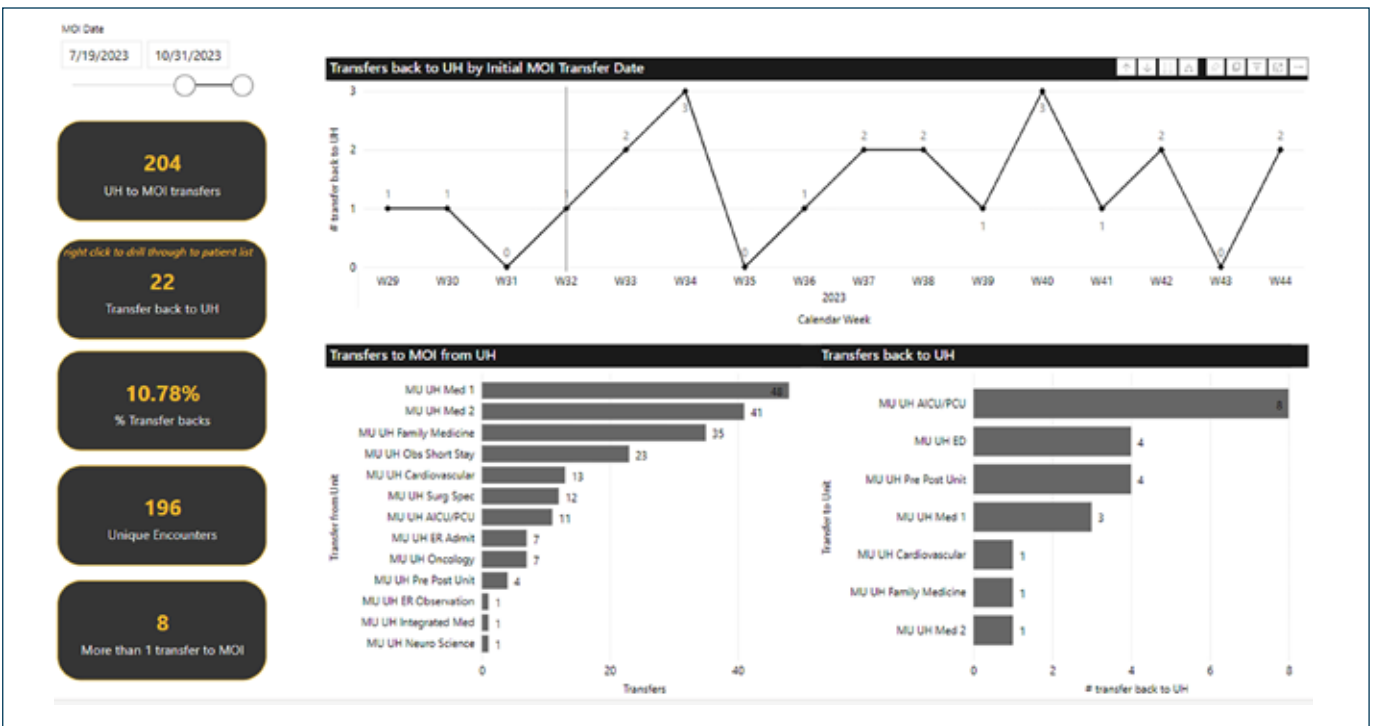 MOI Date
7/19/2023 10/31/2023
204
UH to MOI transfers
right click to drill through to patient list
22
Transfer back to UH
10.78%
% Transfer backs
196
Unique Encounters
8
More than 1 transfer to MOI
Transfers back to UH by Initial MOI Transfer Date
# transfer back to UH
3
2
1
0
1 1 0 1 2 3 0 1 2 2 1 3 1 2 0 2
W29 W30 W31 W32 W33 W34 W35 W36 W37 W38 W39 W40 W41 W42 W43 W44
2023
Calendar Week
Transfers to MOI from UH
Transfer from Unit
MU UH Med 1 48
MU UH Med 2 41
MU UH Family Medicine 35
MU UH Obs Short Stay 23
MU UH Cardiovascular 13
MU UH Surg Spec 12
MU UH AICU/PCU 11
MU UH ER Admit 7
MU UH Oncology 7
MU UH Pre Post Unit 4
MU UH ER Observation 1
MU UH Integrated Med 1
MU UH Neuro Science 1
0 20 40
Transfers
Transfers back to UH
Transfer to Unit
MU UH AICU/PCU 8
MU UH ED 4
MU UH Pre Post Unit 4
MU UH Med 1 3
MU UH Cardiovascular 1
MU UH Family Medicine 1
MU UH Med 2 1
0 2 4 6 8
# transfer back to UH